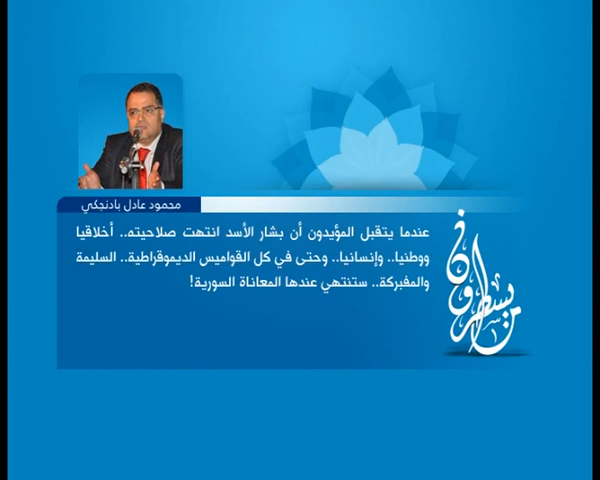 محمود عادل بادنجكي
عندما يتقبل المؤيدون أن بشار الأسد انتهت صلاحيته.. أخلاقيا
ووطنيا.. وإنسانيا.. وحتى في كل القواميس الديموقراطية.. السليمة
والمفبركة.. ستنتهي عندها المعاناة السورية!